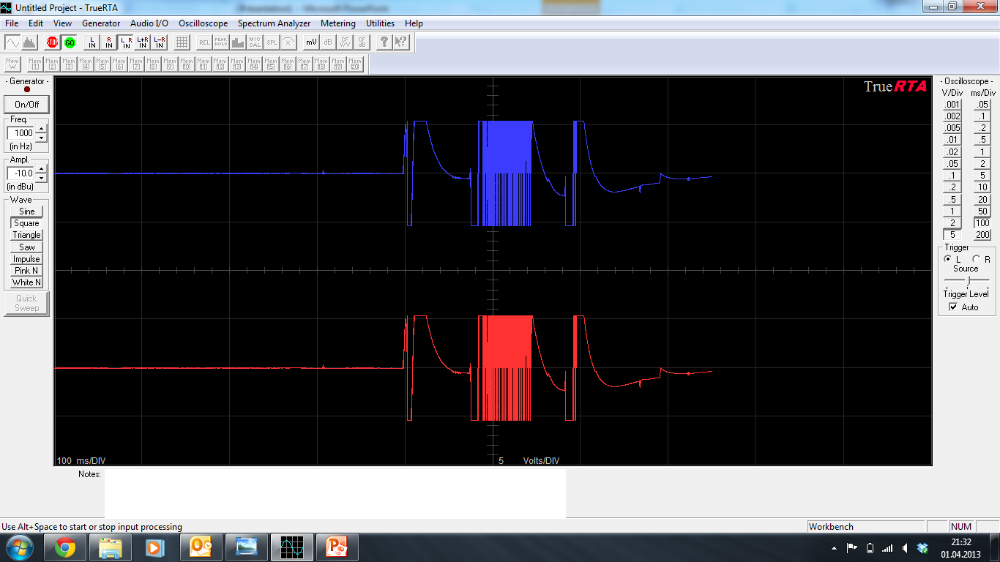 Untitled Project - TrueRTA
File Edit View Generator Audio I/O Oscilloscope Spectrum Analyzer Metering Utilities Help
STOP GO L IN R IN L R IN L+R IN L−R IN REL PEAK HOLD MIC CAL SPL mV dB CF V/V CF dB ? ?
Mem W Mem 1 Mem 2 Mem 3 Mem 4 Mem 5 Mem 6 Mem 7 Mem 8 Mem 9 Mem 10 Mem 11 Mem 12 Mem 13 Mem 14 Mem 15 Mem 16 Mem 17 Mem 18 Mem 19 Mem 20
- Generator -
On/Off
Freq.
1000
(in Hz)
Ampl.
-10.0
(in dBu)
Wave
Sine
Square
Triangle
Saw
Impulse
Pink N
White N
Quick
Sweep
TrueRTA
100 ms/DIV
5 Volts/DIV
- Oscilloscope -
V/Div ms/Div
.001 .05
.002 .1
.005 .2
.01 .5
.02 1
.05 2
.1 5
.2 10
.5 20
1 50
2 100
5 200
Trigger
L R
Source
Trigger Level
Auto
Notes:
Use Alt+Space to start or stop input processing
Workbench
NUM
21:32
01.04.2013